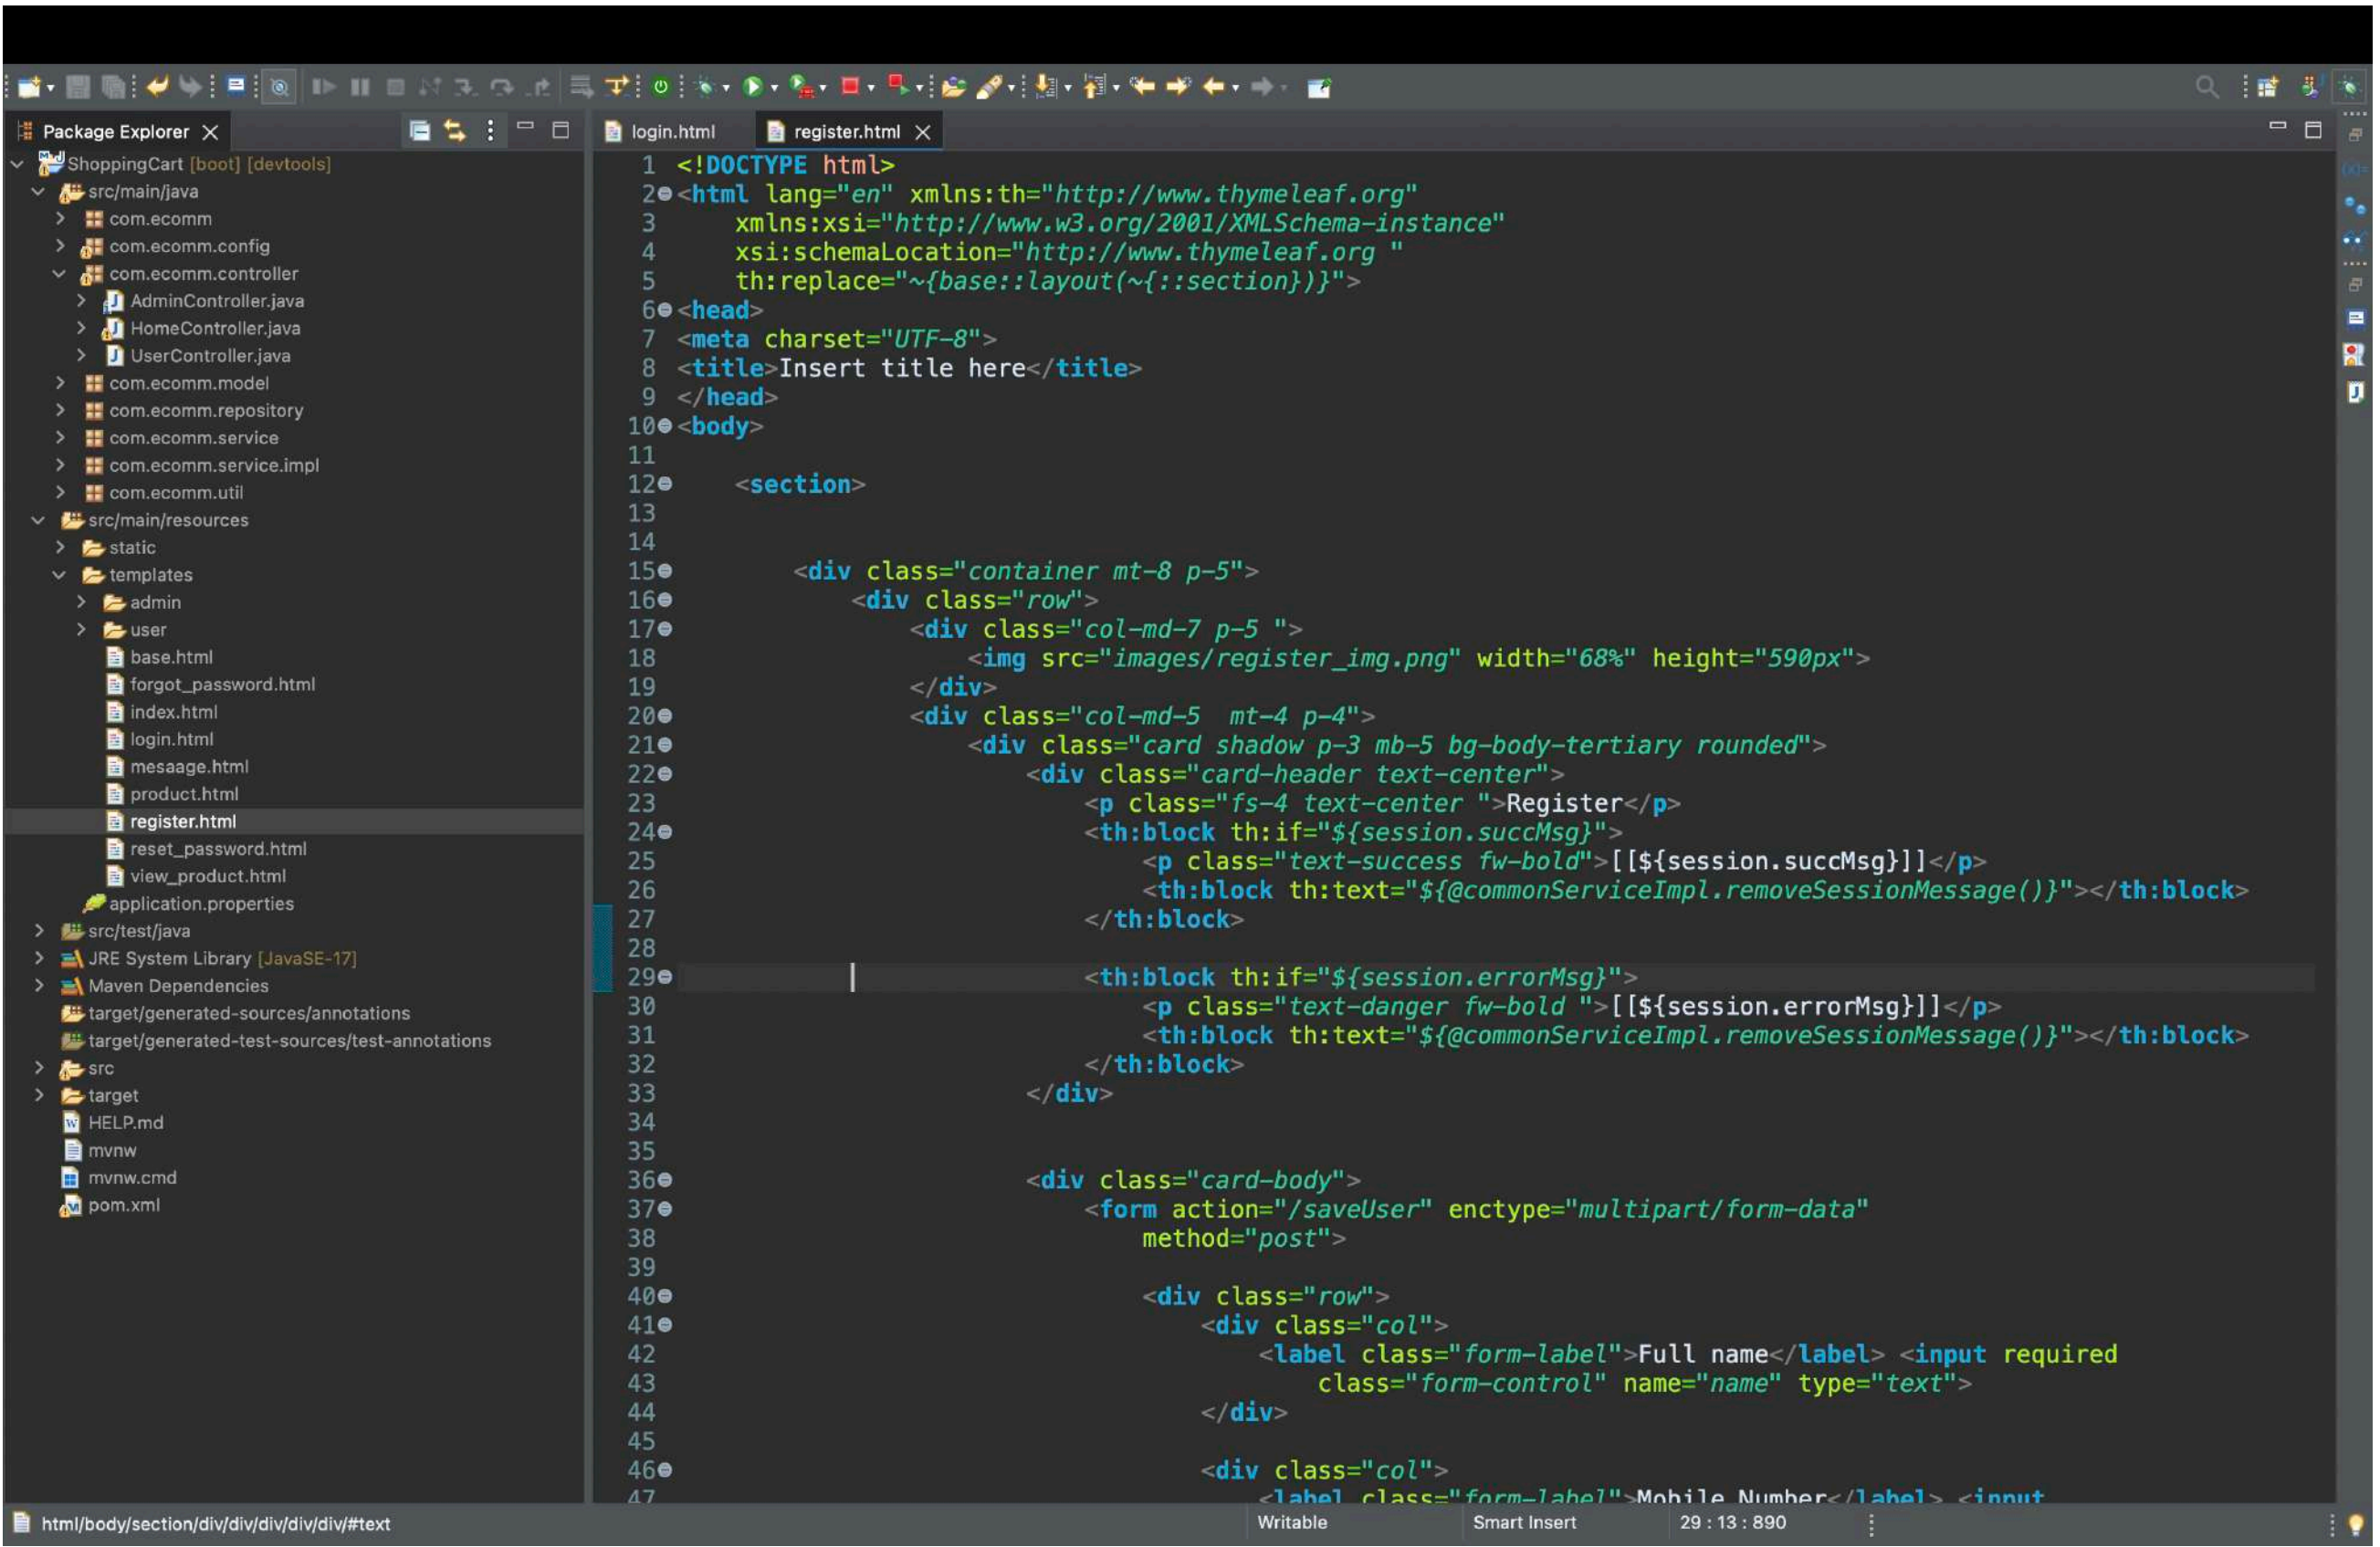 Package Explorer
ShoppingCart [boot] [devtools]
src/main/java
com.ecomm
com.ecomm.config
com.ecomm.controller
AdminController.java
HomeController.java
UserController.java
com.ecomm.model
com.ecomm.repository
com.ecomm.service
com.ecomm.service.impl
com.ecomm.util
src/main/resources
static
templates
admin
user
base.html
forgot_password.html
index.html
login.html
mesaage.html
product.html
register.html
reset_password.html
view_product.html
application.properties
src/test/java
JRE System Library [JavaSE-17]
Maven Dependencies
target/generated-sources/annotations
target/generated-test-sources/test-annotations
src
target
HELP.md
mvnw
mvnw.cmd
pom.xml
login.html register.html
1 <!DOCTYPE html>
2 <html lang="en" xmlns:th="http://www.thymeleaf.org"
3 xmlns:xsi="http://www.w3.org/2001/XMLSchema-instance"
4 xsi:schemaLocation="http://www.thymeleaf.org "
5 th:replace="~{base::layout(~{::section})}">
6 <head>
7 <meta charset="UTF-8">
8 <title>Insert title here</title>
9 </head>
10 <body>
11
12 <section>
13
14
15 <div class="container mt-8 p-5">
16 <div class="row">
17 <div class="col-md-7 p-5 ">
18 <img src="images/register_img.png" width="68%" height="590px">
19 </div>
20 <div class="col-md-5  mt-4 p-4">
21 <div class="card shadow p-3 mb-5 bg-body-tertiary rounded">
22 <div class="card-header text-center">
23 <p class="fs-4 text-center ">Register</p>
24 <th:block th:if="${session.succMsg}">
25 <p class="text-success fw-bold">[[${session.succMsg}]]</p>
26 <th:block th:text="${@commonServiceImpl.removeSessionMessage()}"></th:block>
27 </th:block>
28
29 <th:block th:if="${session.errorMsg}">
30 <p class="text-danger fw-bold ">[[${session.errorMsg}]]</p>
31 <th:block th:text="${@commonServiceImpl.removeSessionMessage()}"></th:block>
32 </th:block>
33 </div>
34
35
36 <div class="card-body">
37 <form action="/saveUser" enctype="multipart/form-data"
38 method="post">
39
40 <div class="row">
41 <div class="col">
42 <label class="form-label">Full name</label> <input required
43 class="form-control" name="name" type="text">
44 </div>
45
46 <div class="col">
47 <label class="form-label">Mobile Number</label> <input
html/body/section/div/div/div/div/div/#text
Writable
Smart Insert
29 : 13 : 890